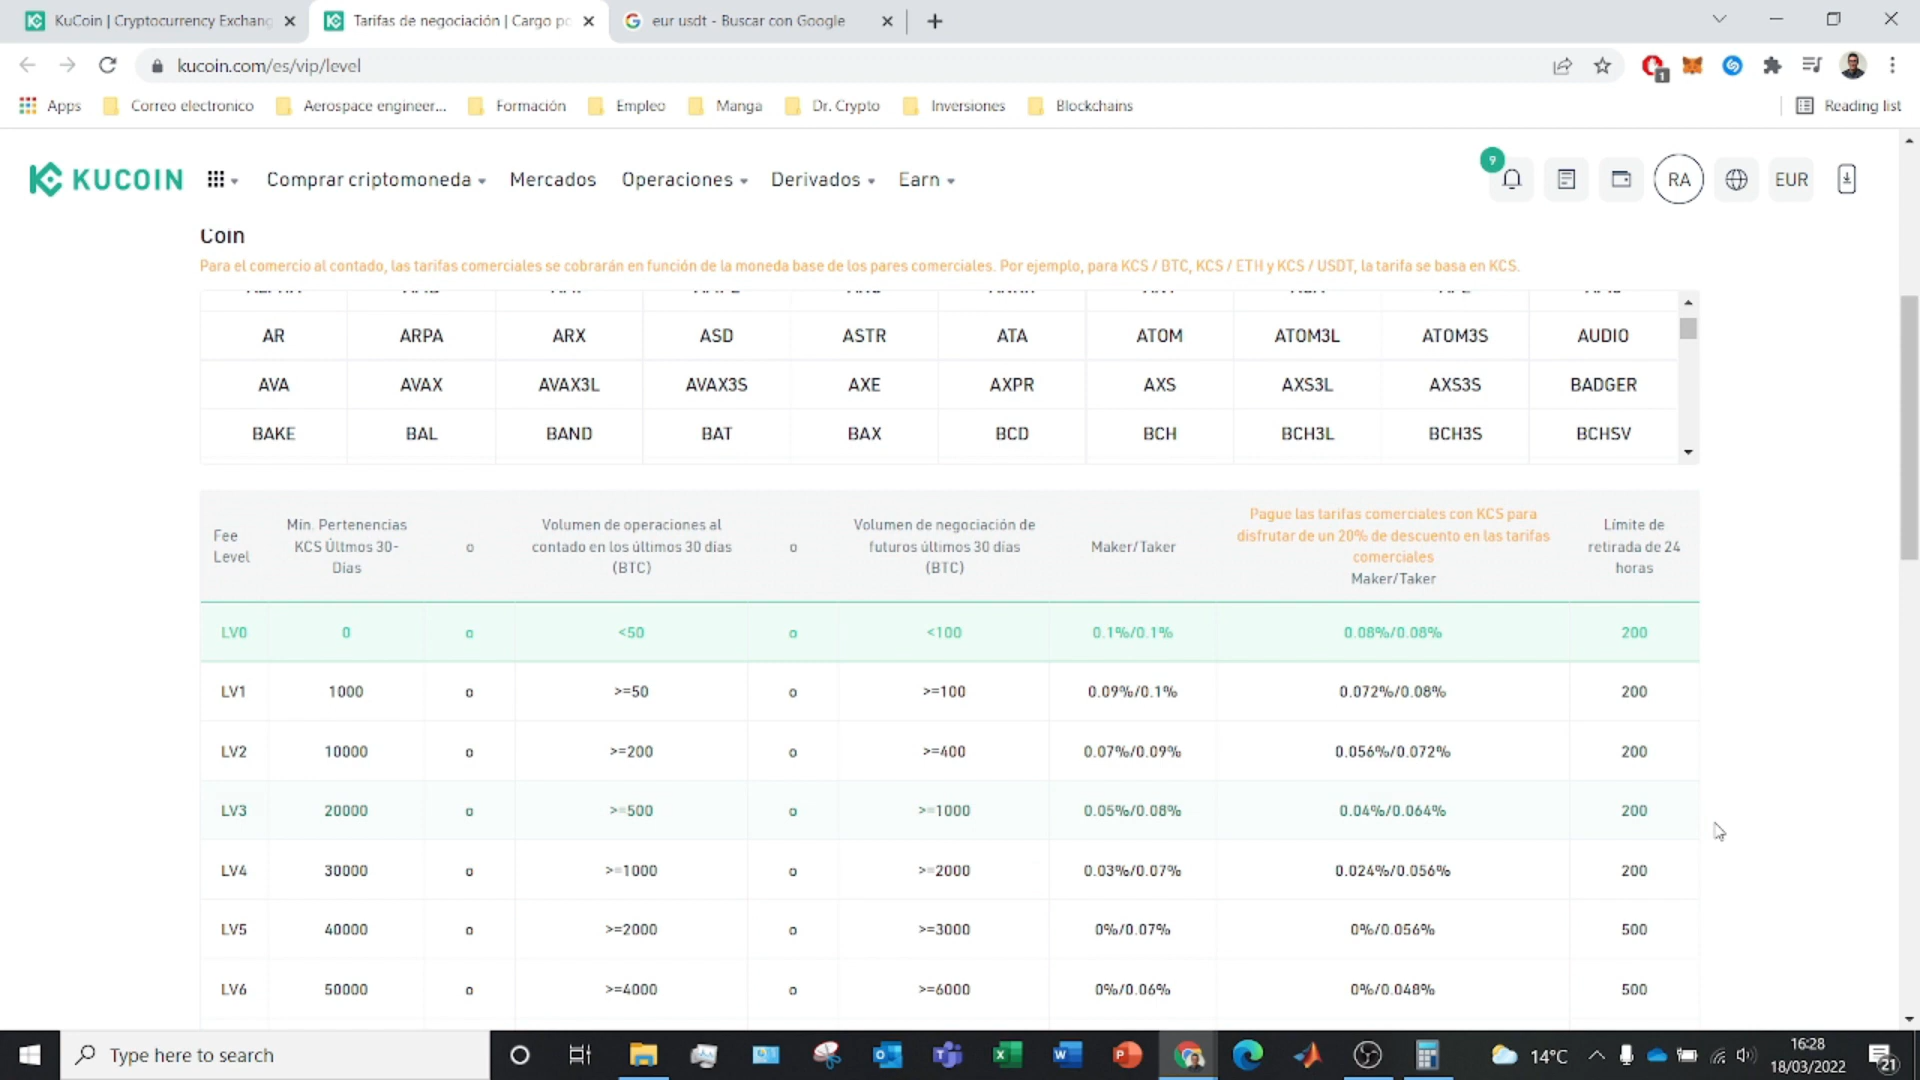 KuCoin | Cryptocurrency Exchang
Tarifas de negociación | Cargo po
eur usdt - Buscar con Google
kucoin.com/es/vip/level
1
Apps
Correo electronico
Aerospace engineer...
Formación
Empleo
Manga
Dr. Crypto
Inversiones
Blockchains
Reading list
KUCOIN
Comprar criptomoneda
Mercados
Operaciones
Derivados
Earn
9
RA
EUR
Coin
Para el comercio al contado, las tarifas comerciales se cobrarán en función de la moneda base de los pares comerciales. Por ejemplo, para KCS / BTC, KCS / ETH y KCS / USDT, la tarifa se basa en KCS.
AR ARPA ARX ASD ASTR ATA ATOM ATOM3L ATOM3S AUDIO
AVA AVAX AVAX3L AVAX3S AXE AXPR AXS AXS3L AXS3S BADGER
BAKE BAL BAND BAT BAX BCD BCH BCH3L BCH3S BCHSV
Fee
Level
Min. Pertenencias
KCS Últmos 30-
Días
o
Volumen de operaciones al
contado en los últimos 30 días
(BTC)
o
Volumen de negociación de
futuros últimos 30 días
(BTC)
Maker/Taker
Pague las tarifas comerciales con KCS para
disfrutar de un 20% de descuento en las tarifas
comerciales
Maker/Taker
Límite de
retirada de 24
horas
LV0 0 o <50 o <100 0.1%/0.1% 0.08%/0.08% 200
LV1 1000 o >=50 o >=100 0.09%/0.1% 0.072%/0.08% 200
LV2 10000 o >=200 o >=400 0.07%/0.09% 0.056%/0.072% 200
LV3 20000 o >=500 o >=1000 0.05%/0.08% 0.04%/0.064% 200
LV4 30000 o >=1000 o >=2000 0.03%/0.07% 0.024%/0.056% 200
LV5 40000 o >=2000 o >=3000 0%/0.07% 0%/0.056% 500
LV6 50000 o >=4000 o >=6000 0%/0.06% 0%/0.048% 500
Type here to search
14°C
16:28
18/03/2022
21